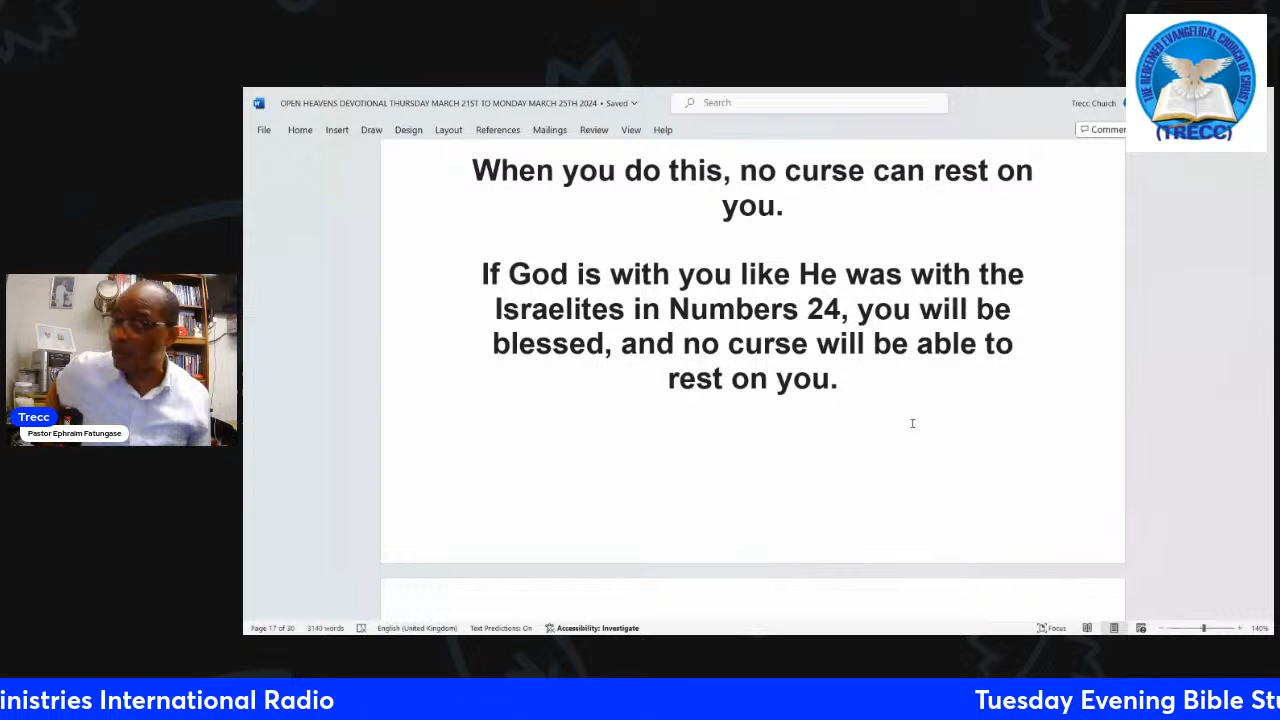 THE REDEEMED EVANGELICAL CHURCH OF CHRIST
(TRECC)
OPEN HEAVENS DEVOTIONAL THURSDAY MARCH 21ST TO MONDAY MARCH 25TH 2024 • Saved
Search
Trecc Church
File Home Insert Draw Design Layout References Mailings Review View Help
Commen
When you do this, no curse can rest on
you.
If God is with you like He was with the
Israelites in Numbers 24, you will be
blessed, and no curse will be able to
rest on you.
Trecc
Pastor Ephraim Fatungase
Page 17 of 30 3140 words English (United Kingdom) Text Predictions: On Accessibility: Investigate
Focus 140%
inistries International Radio
Tuesday Evening Bible Stu